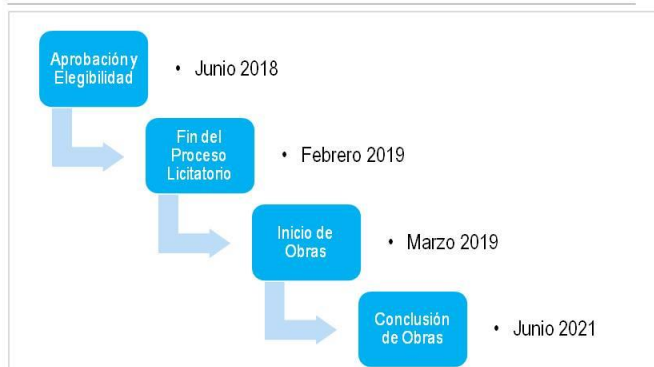 Aprobación y
Elegibilidad
• Junio 2018
Fin del
Proceso
Licitatorio
• Febrero 2019
Inicio de
Obras
• Marzo 2019
Conclusión
de Obras
• Junio 2021